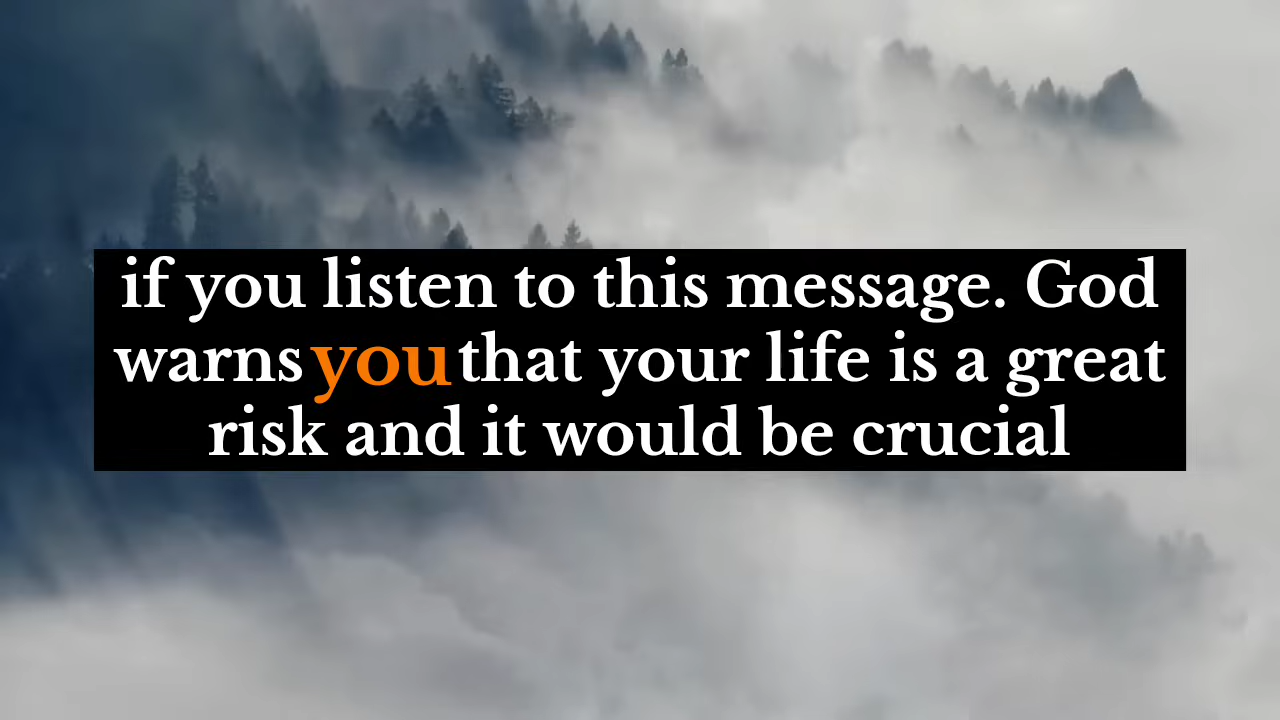 if you listen to this message. God
warns you that your life is a great
risk and it would be crucial